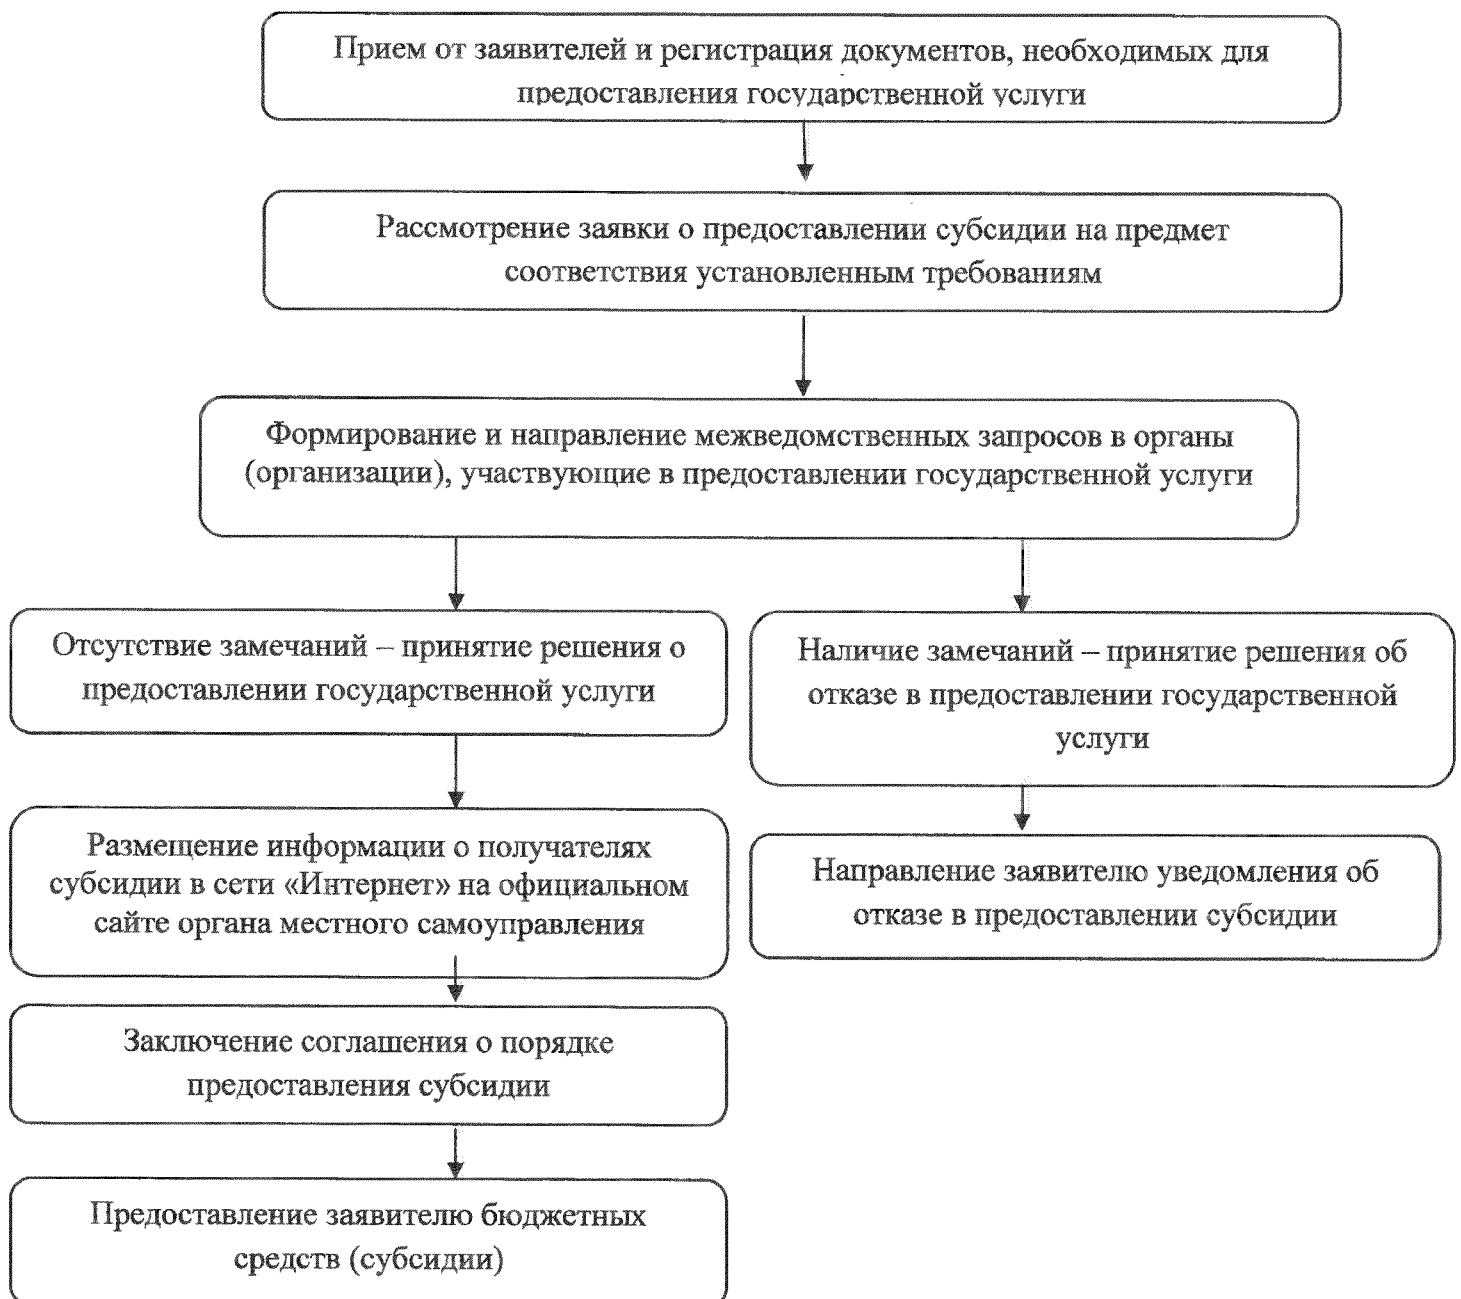 Прием от заявителей и регистрация документов, необходимых для
предоставления государственной услуги
Рассмотрение заявки о предоставлении субсидии на предмет
соответствия установленным требованиям
Формирование и направление межведомственных запросов в органы
(организации), участвующие в предоставлении государственной услуги
Отсутствие замечаний – принятие решения о
предоставлении государственной услуги
Наличие замечаний – принятие решения об
отказе в предоставлении государственной
услуги
Размещение информации о получателях
субсидии в сети «Интернет» на официальном
сайте органа местного самоуправления
Направление заявителю уведомления об
отказе в предоставлении субсидии
Заключение соглашения о порядке
предоставления субсидии
Предоставление заявителю бюджетных
средств (субсидии)